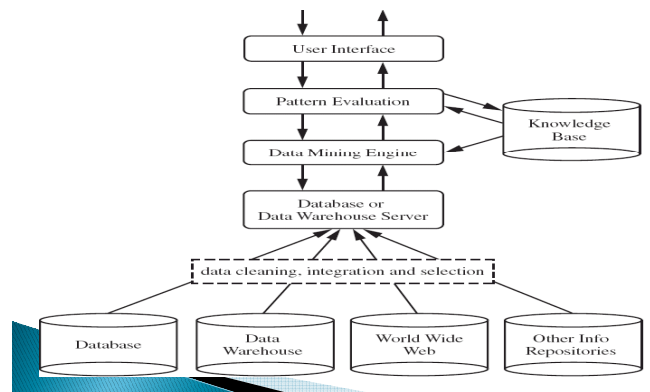 User Interface
Pattern Evaluation
Knowledge
Base
Data Mining Engine
Database or
Data Warehouse Server
data cleaning, integration and selection
Database
Data
Warehouse
World Wide
Web
Other Info
Repositories